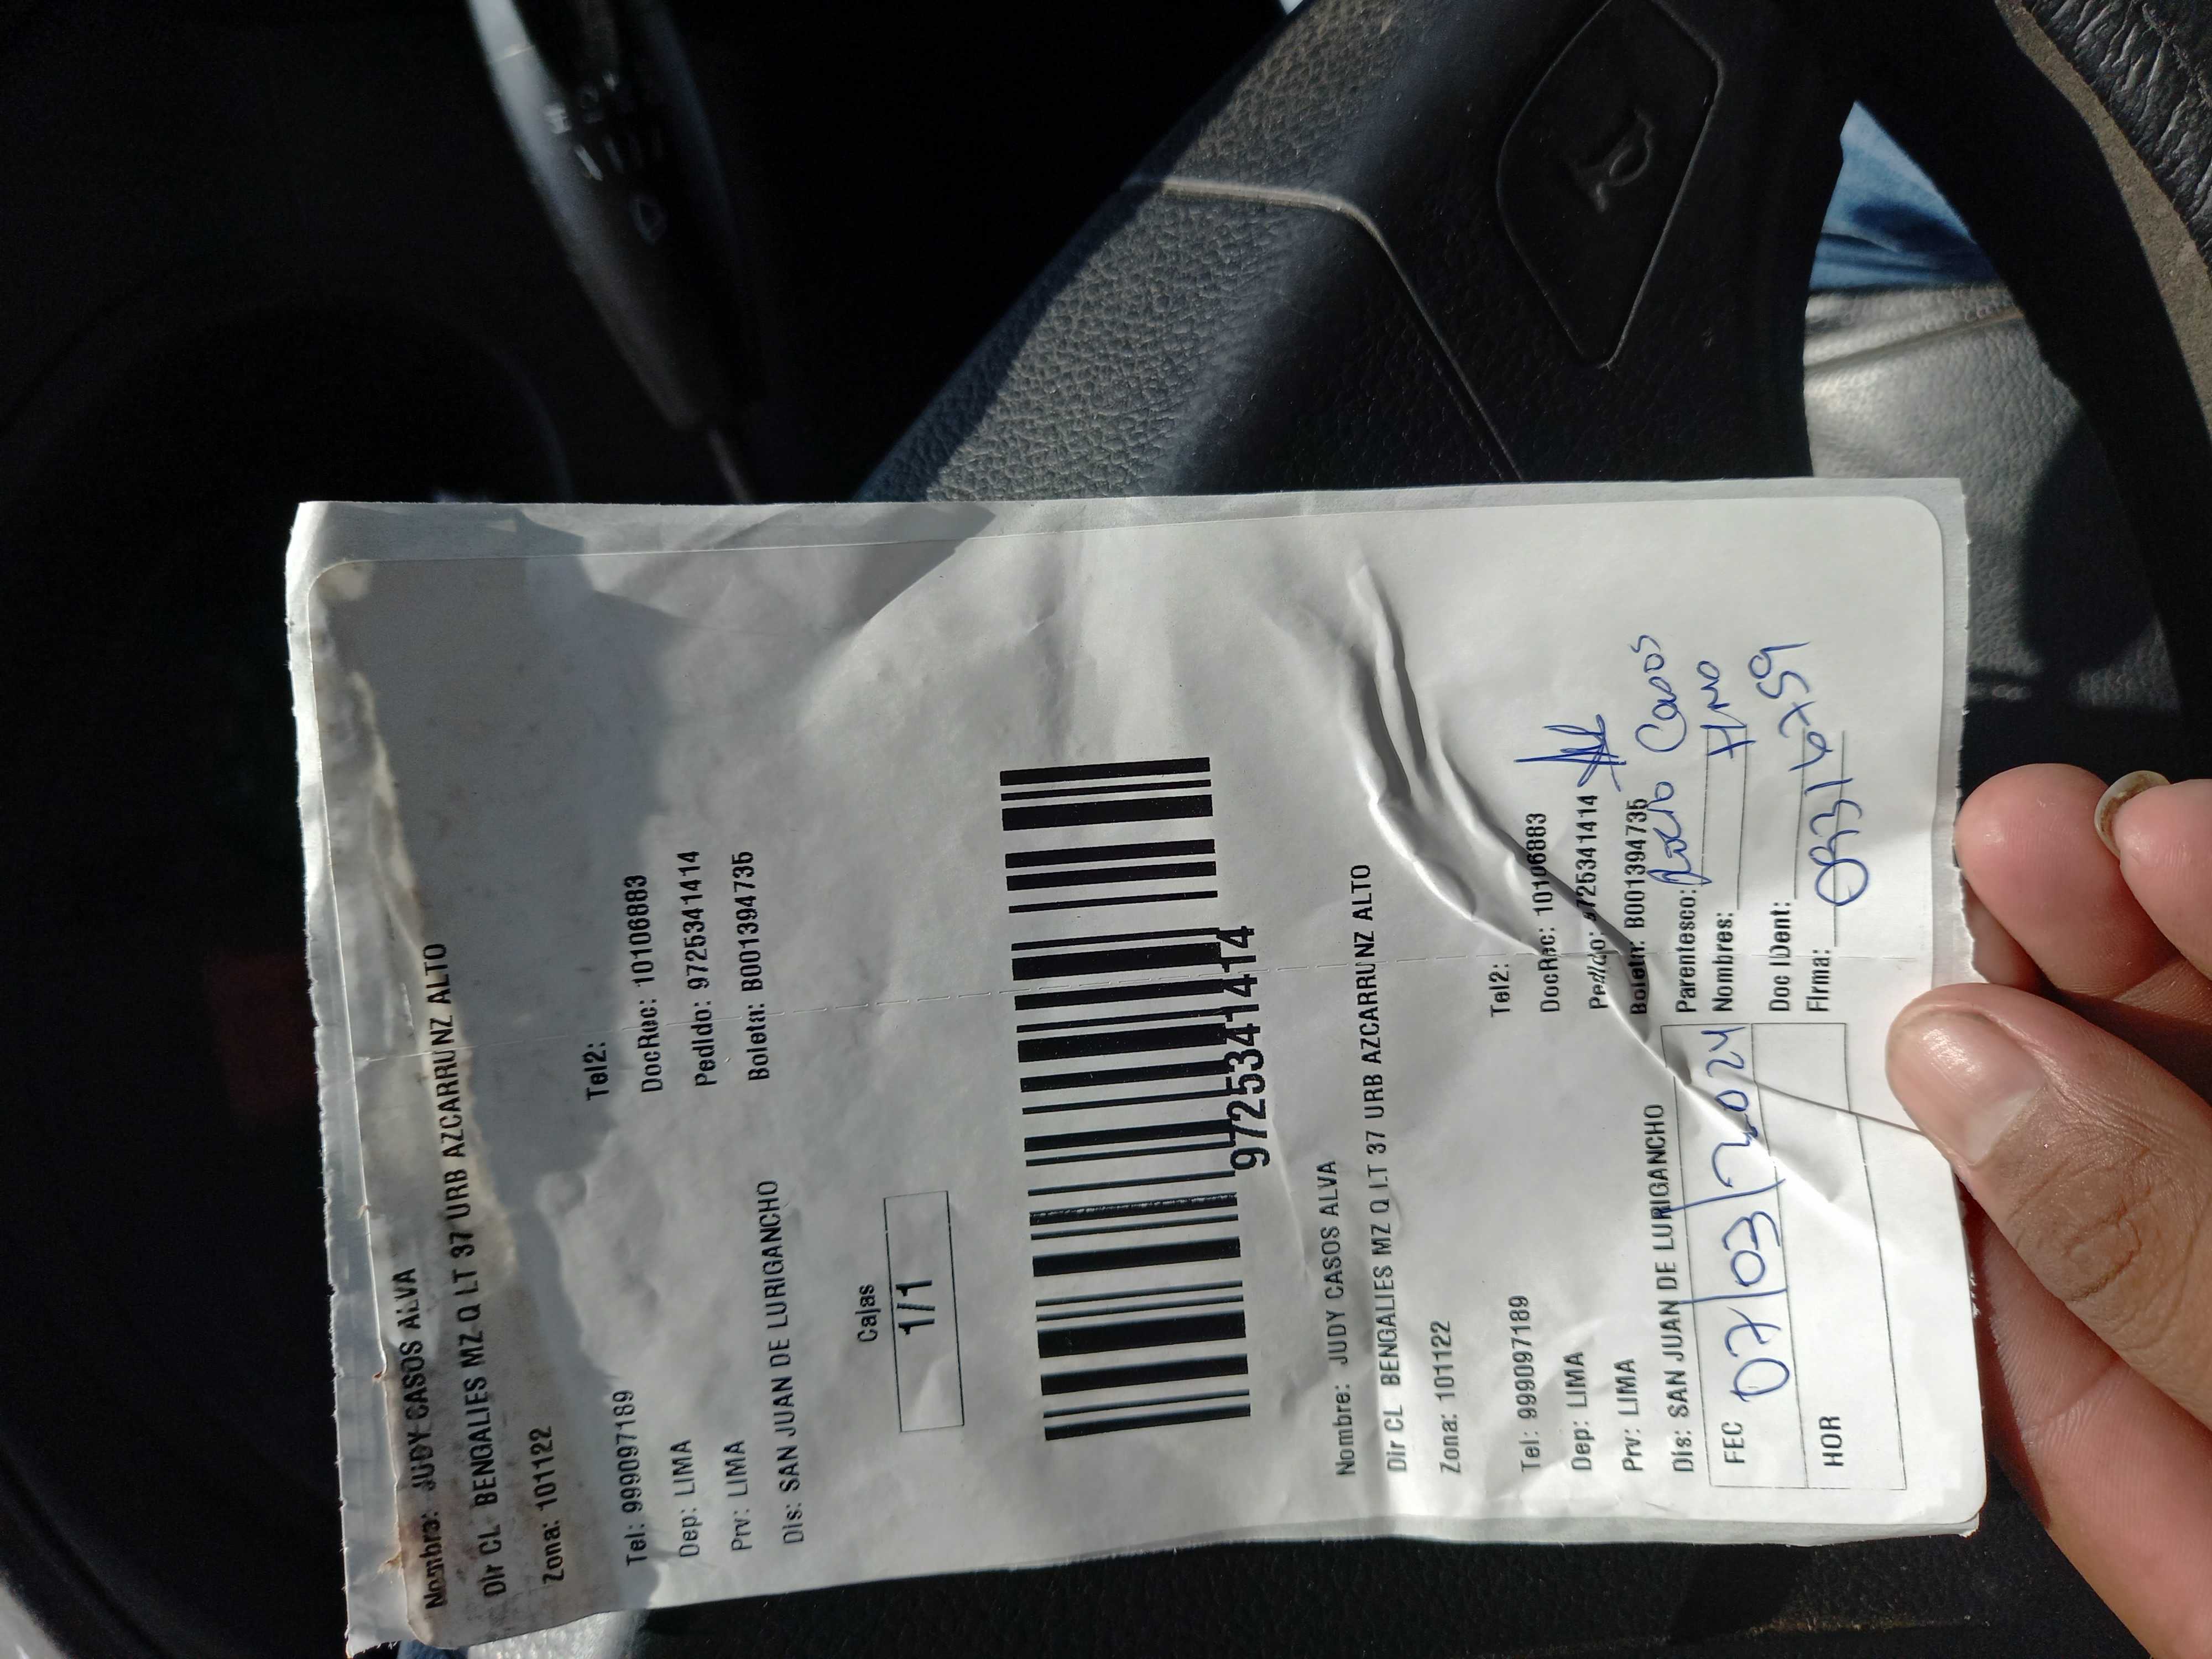 Nombre: JUDY CASOS ALVA
Dir CL BENGALIES MZ Q LT 37 URB AZCARRUNZ ALTO
Zona: 101122
Tel: 999097189 Tel2:
Dep: LIMA DocRec: 10106883
Prv: LIMA Pedido: 9725341414
Dis: SAN JUAN DE LURIGANCHO Boleta: B001394735
Cajas
1/1
9725341414
Nombre: JUDY CASOS ALVA
Dir CL BENGALIES MZ Q LT 37 URB AZCARRUNZ ALTO
Zona: 101122
Tel: 999097189 Tel2:
Dep: LIMA DocRec: 10106883
Prv: LIMA Pedido: 9725341414
Dis: SAN JUAN DE LURIGANCHO Boleta: B001394735
FEC 07/03/2024 Parentesco: Rocio Casos
Nombres: Hno
HOR Doc IDent:
Firma: